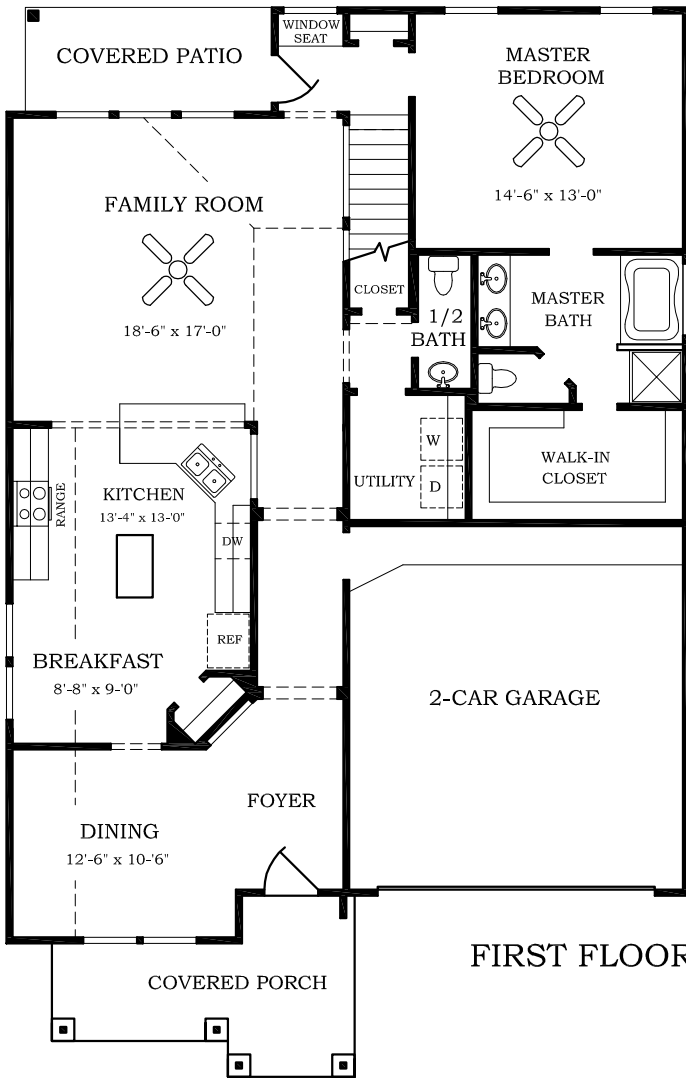 WINDOW
SEAT
COVERED PATIO
MASTER
BEDROOM
14'-6" x 13'-0"
FAMILY ROOM
18'-6" x 17'-0"
CLOSET
1/2
BATH
MASTER
BATH
W
D
UTILITY
WALK-IN
CLOSET
RANGE
KITCHEN
13'-4" x 13'-0"
DW
REF
BREAKFAST
8'-8" x 9'-0"
2-CAR GARAGE
FOYER
DINING
12'-6" x 10-'6"
COVERED PORCH
FIRST FLOOR